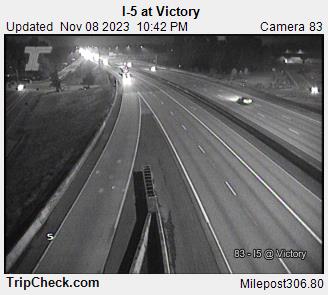 I-5 at Victory
Updated Nov 08 2023 10:42 PM Camera 83
83 - I5 @ Victory
TripCheck.com Milepost306.80